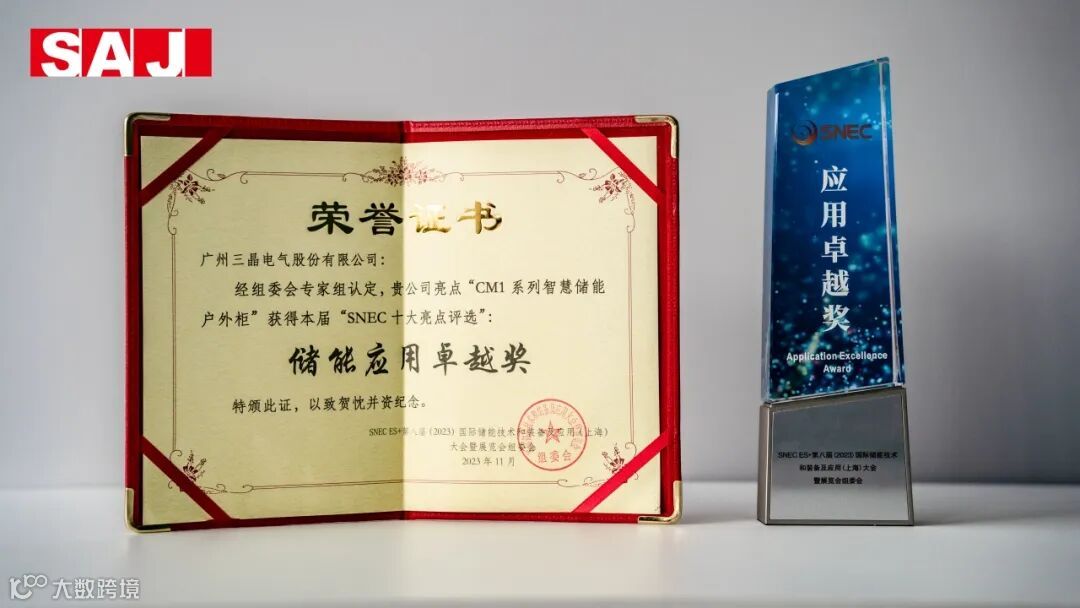 SAJ
荣誉证书
广州三晶电气股份有限公司：
经组委会专家组认定，贵公司亮点“CM1 系列智慧储能
户外柜”获得本届“SNEC 十大亮点评选”：
储能应用卓越奖
特颁此证，以致贺忱并资纪念。
SNEC ES+第八届（2023）国际储能技术和装备及应用（上海）
大会暨展览会组委会
2023 年 11 月
组委会
SNEC
应用卓越奖
Application Excellence
Award
SNEC ES+第八届(2023)国际储能技术
和装备及应用(上海)大会
暨展览会组委会
大数跨境